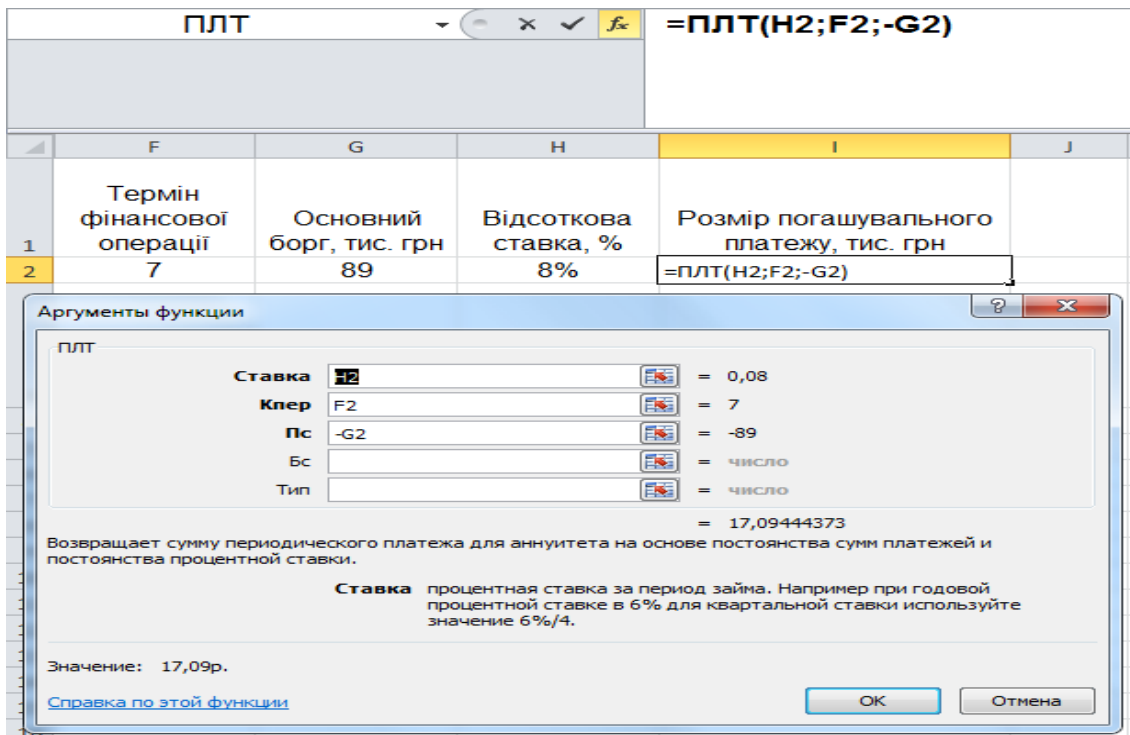 ПЛТ
fx
=ПЛТ(H2;F2;-G2)
F G H I J
1
Термін фінансової операції
Основний борг, тис. грн
Відсоткова ставка, %
Розмір погашувального платежу, тис. грн
2 7 89 8% =ПЛТ(H2;F2;-G2)
Аргументы функции
ПЛТ
Ставка H2 = 0,08
Кпер F2 = 7
Пс -G2 = -89
Бс = число
Тип = число
= 17,09444373
Возвращает сумму периодического платежа для аннуитета на основе постоянства сумм платежей и
постоянства процентной ставки.
Ставка процентная ставка за период займа. Например при годовой
процентной ставке в 6% для квартальной ставки используйте
значение 6%/4.
Значение: 17,09р.
Справка по этой функции
ОК
Отмена